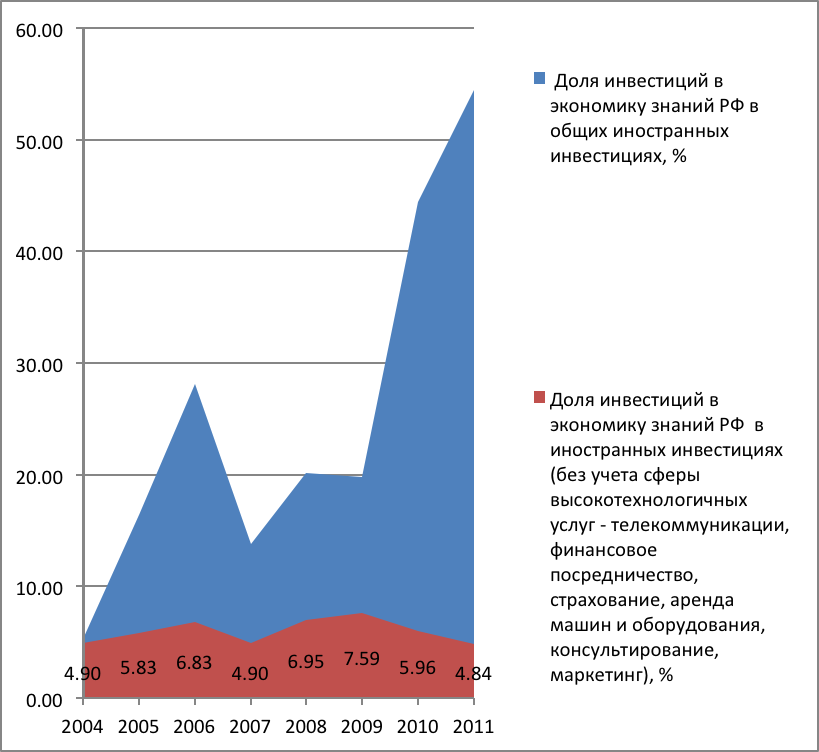 60.00
50.00
40.00
30.00
20.00
10.00
0.00
4.90 5.83 6.83 4.90 6.95 7.59 5.96 4.84
2004 2005 2006 2007 2008 2009 2010 2011
Доля инвестиций в
экономику знаний РФ в
общих иностранных
инвестициях, %
Доля инвестиций в
экономику знаний РФ в
иностранных инвестициях
(без учета сферы
высокотехнологичных
услуг - телекоммуникации,
финансовое
посредничество,
страхование, аренда
машин и оборудования,
консультирование,
маркетинг), %